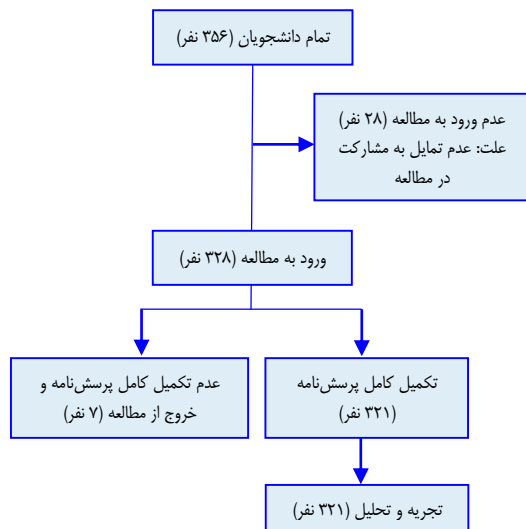 تمام دانشجویان (۳۵۶ نفر)
عدم ورود به مطالعه (۲۸ نفر)
علت: عدم تمایل به مشارکت
در مطالعه
ورود به مطالعه (۳۲۸ نفر)
تکمیل کامل پرسش‌نامه
(۳۲۱ نفر)
عدم تکمیل کامل پرسش‌نامه و
خروج از مطالعه (۷ نفر)
تجریه و تحلیل (۳۲۱ نفر)